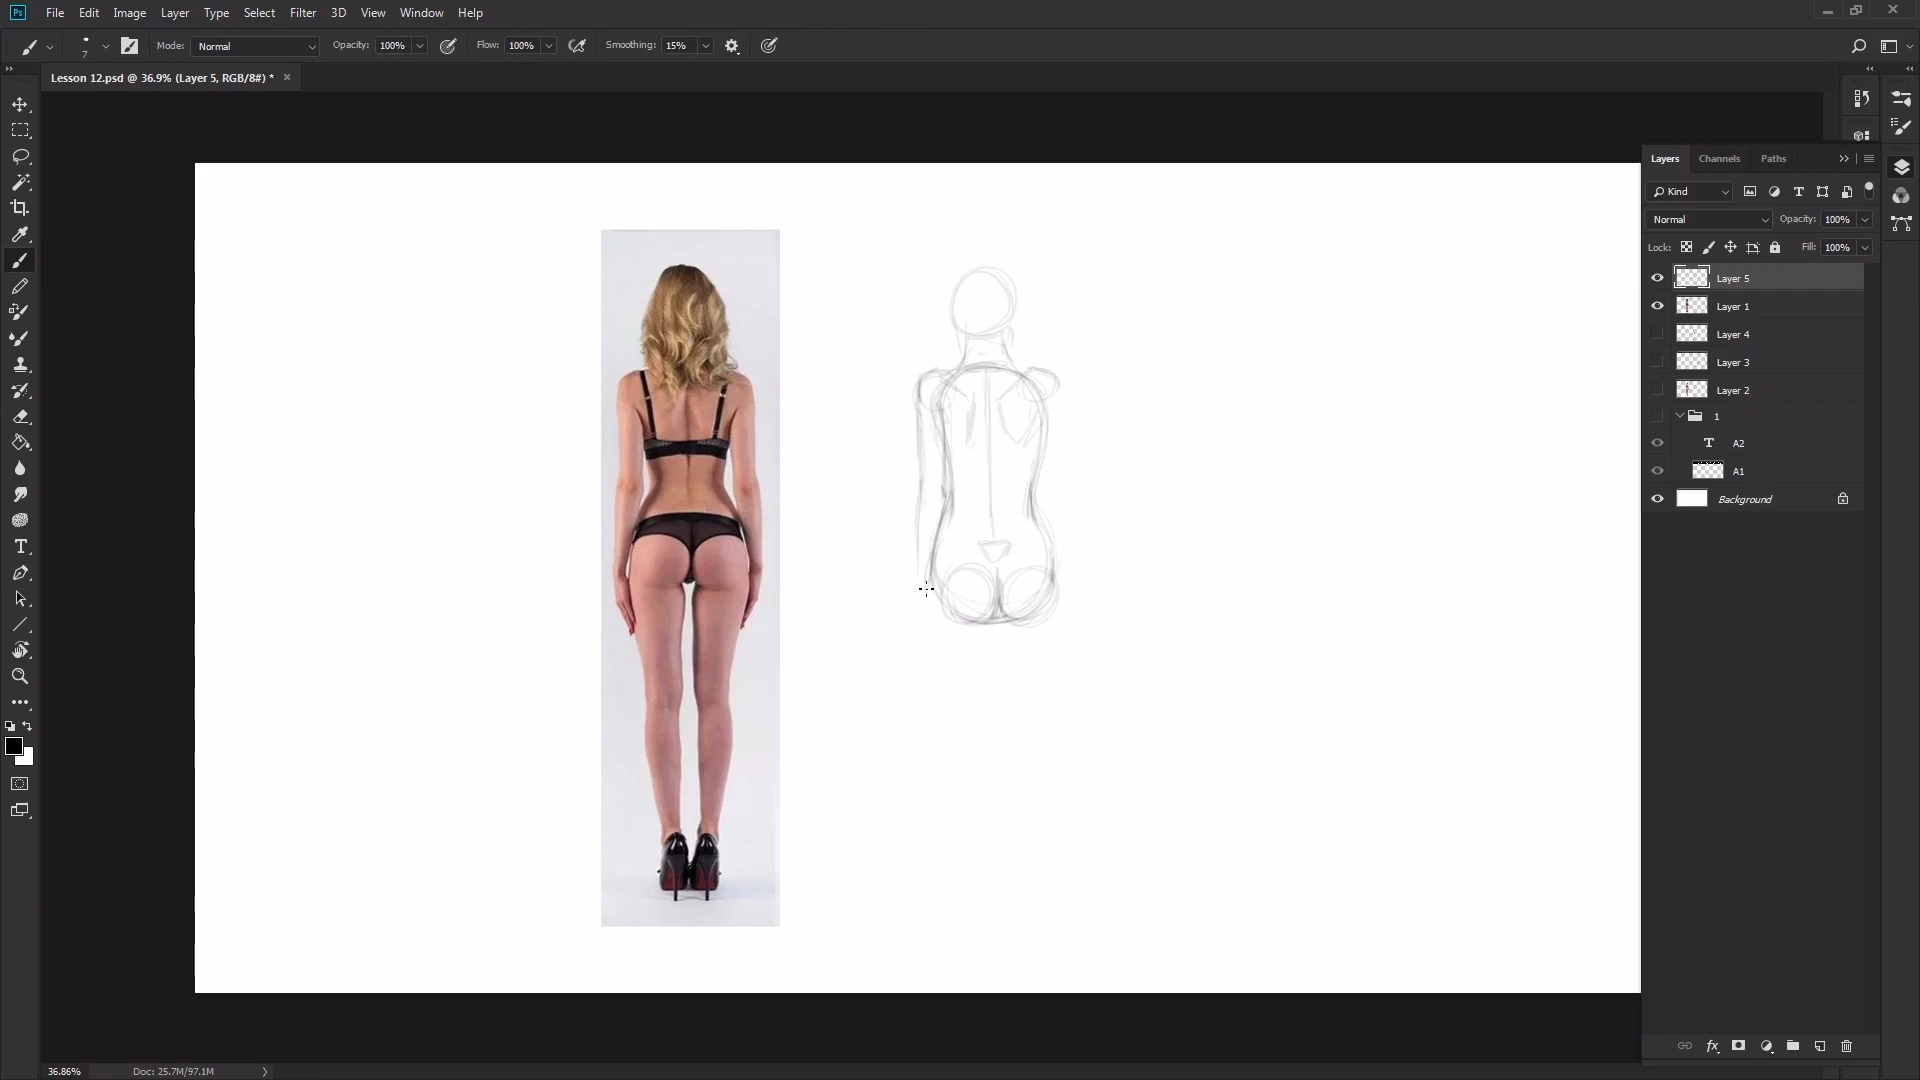 Ps File Edit Image Layer Type Select Filter 3D View Window Help
7 Mode: Normal Opacity: 100% Flow: 100% Smoothing: 15%
Lesson 12.psd @ 36.9% (Layer 5, RGB/8#) *
Layers Channels Paths
Kind
Normal Opacity: 100%
Lock: Fill: 100%
Layer 5
Layer 1
Layer 4
Layer 3
Layer 2
1
A2
A1
Background
fx
36.86% Doc: 25.7M/97.1M